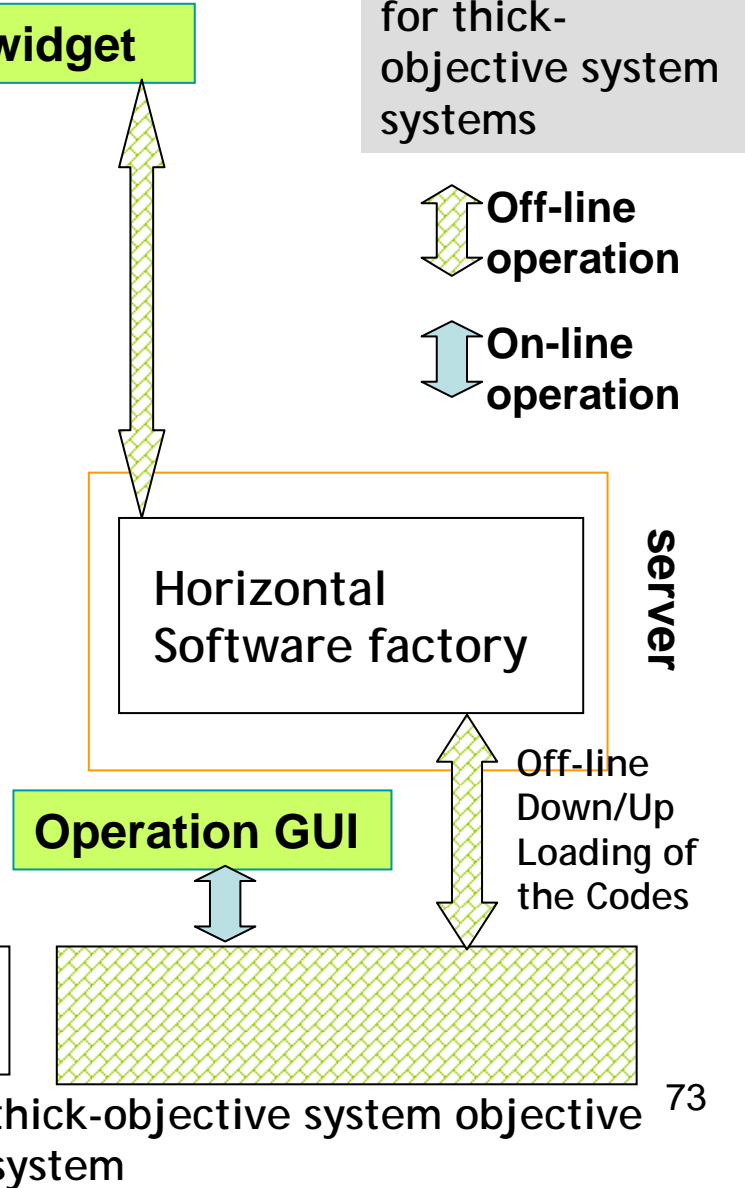 widget
for thick-
objective system
systems
Off-line
operation
On-line
operation
Horizontal
Software factory
server
Off-line
Down/Up
Loading of
the Codes
Operation GUI
thick-objective system objective
system
73